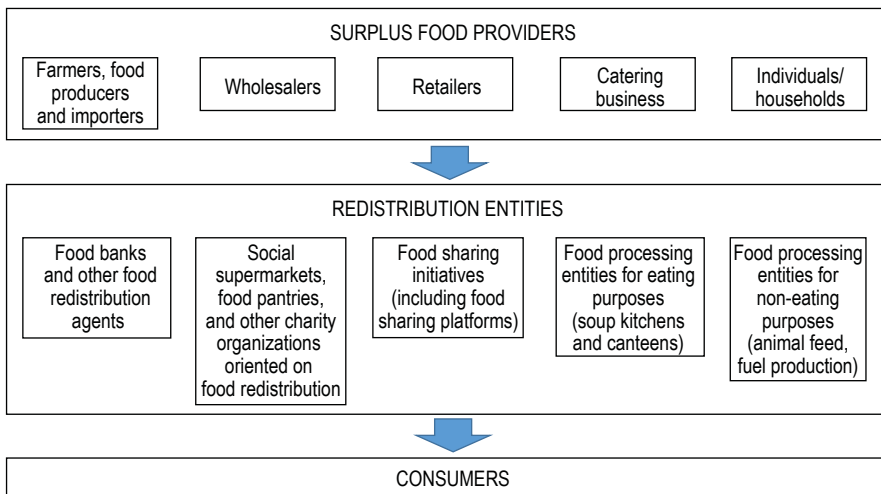 SURPLUS FOOD PROVIDERS
Farmers, food
producers
and importers
Wholesalers
Retailers
Catering
business
Individuals/
households
REDISTRIBUTION ENTITIES
Food banks
and other food
redistribution
agents
Social
supermarkets,
food pantries,
and other charity
organizations
oriented on
food redistribution
Food sharing
initiatives
(including food
sharing platforms)
Food processing
entities for eating
purposes
(soup kitchens
and canteens)
Food processing
entities for
non-eating
purposes
(animal feed,
fuel production)
CONSUMERS